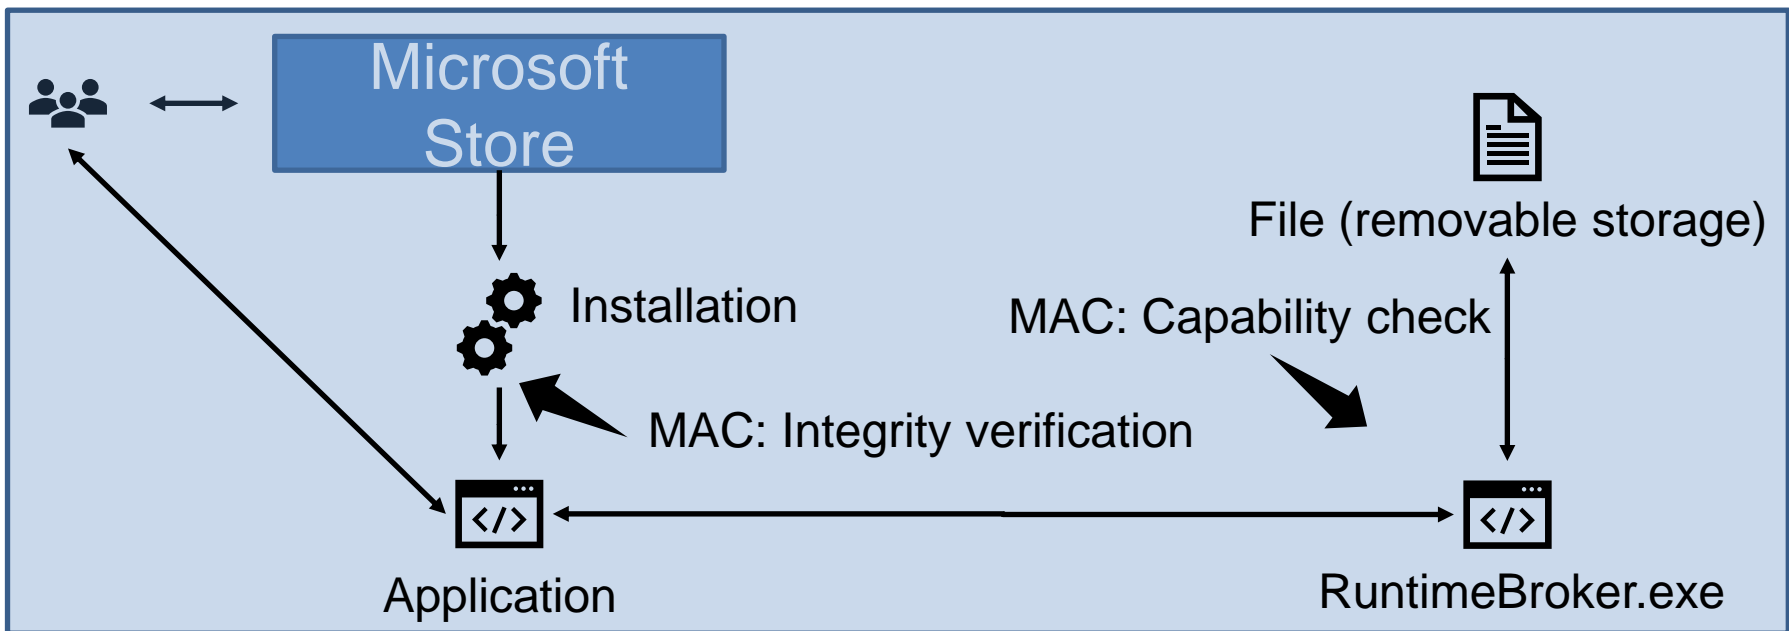 Microsoft
Store
File (removable storage)
Installation
MAC: Capability check
MAC: Integrity verification
Application
RuntimeBroker.exe